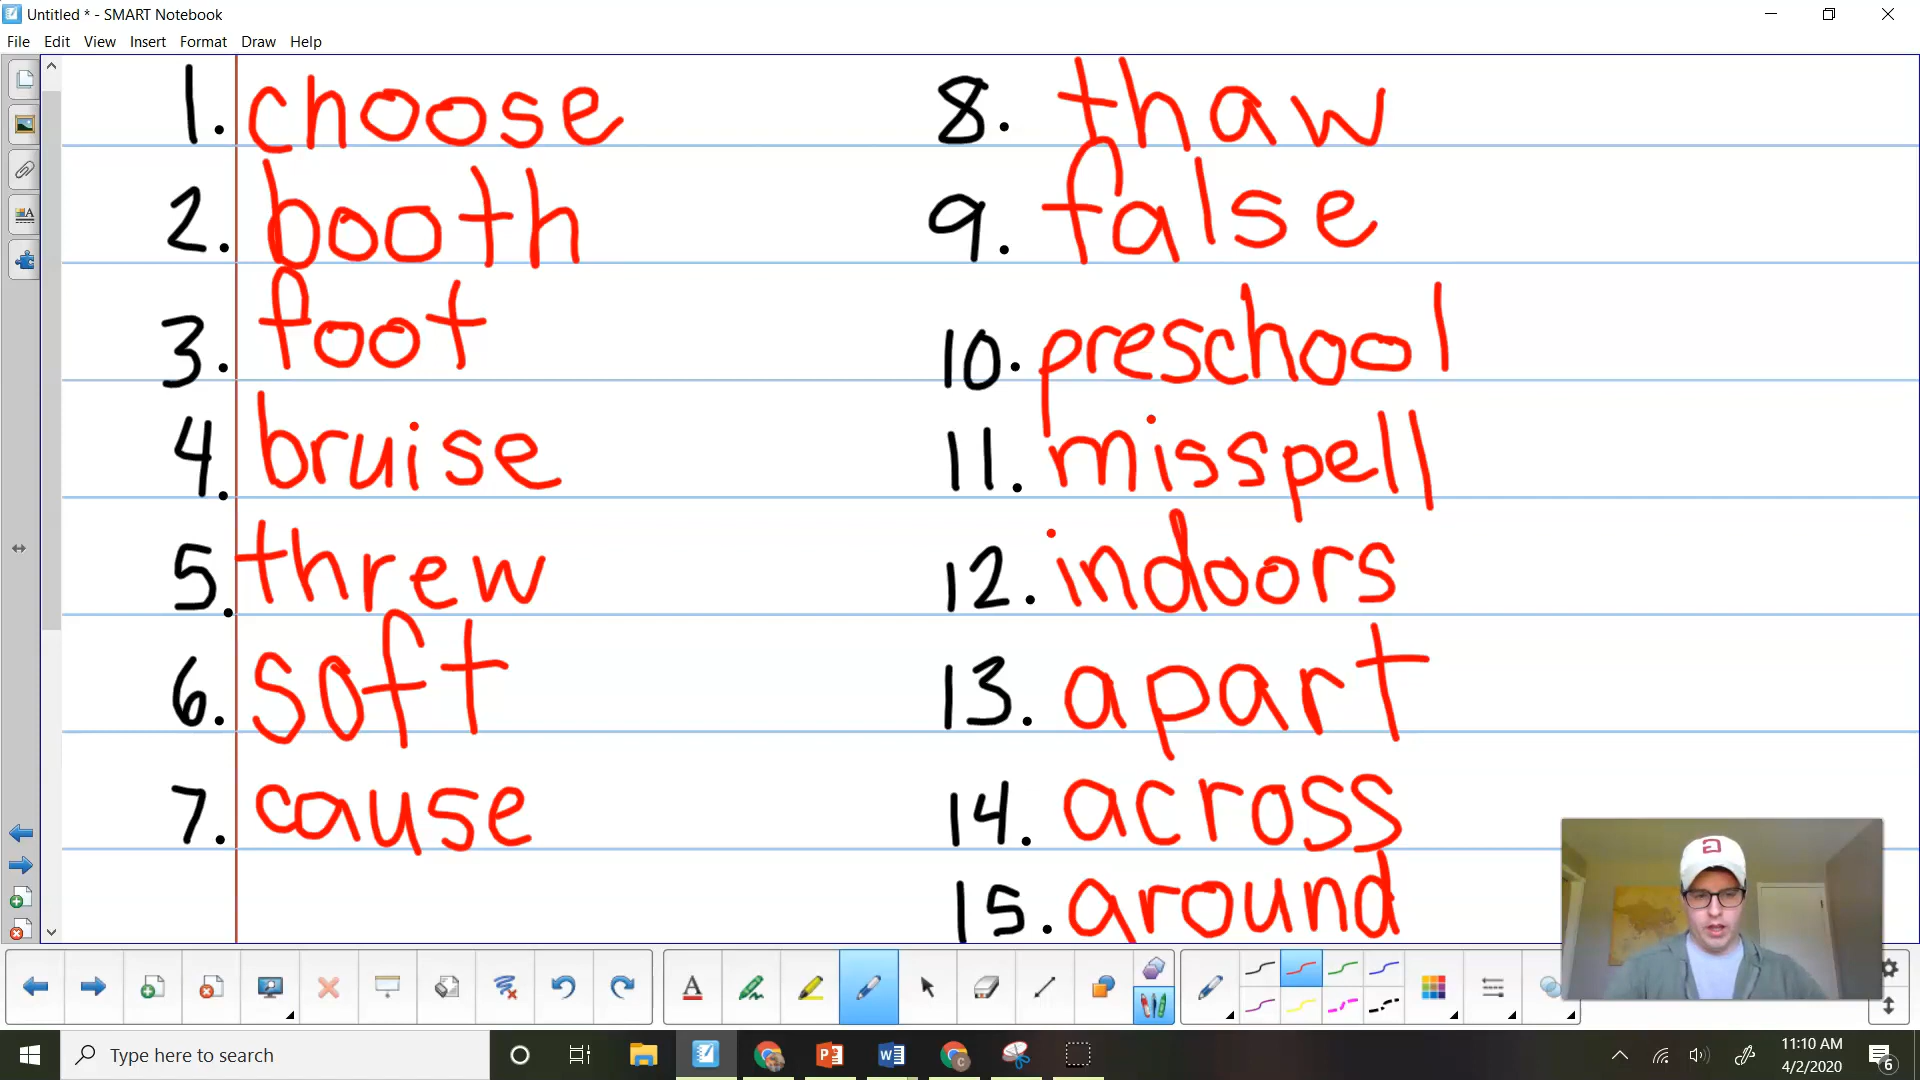 Untitled * - SMART Notebook
File Edit View Insert Format Draw Help
1. choose
2. booth
3. foot
4. bruise
5. threw
6. soft
7. cause
8. thaw
9. false
10. preschool
11. misspell
12. indoors
13. apart
14. across
15. around
A
Type here to search
11:10 AM
4/2/2020
6